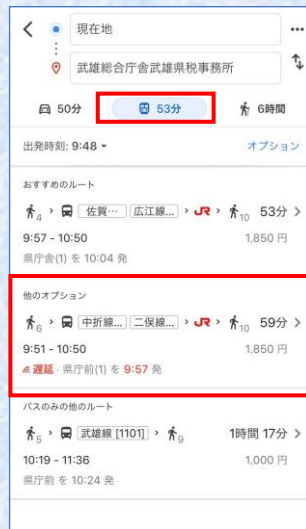 現在地
武雄総合庁舎武雄県税事務所
50分 53分 6時間
出発時刻: 9:48 オプション
おすすめのルート
4 佐賀… 広江線... JR 10 53分
9:57 - 10:50 1,850 円
県庁舎(1) を 10:04 発
他のオプション
6 中折線... 二俣線... JR 10 59分
9:51 - 10:50 1,850 円
遅延 · 県庁前(1) を 9:57 発
バスのみの他のルート
5 武雄線 [1101] 9 1時間 17分
10:19 - 11:36 1,000 円
県庁前 を 10:24 発